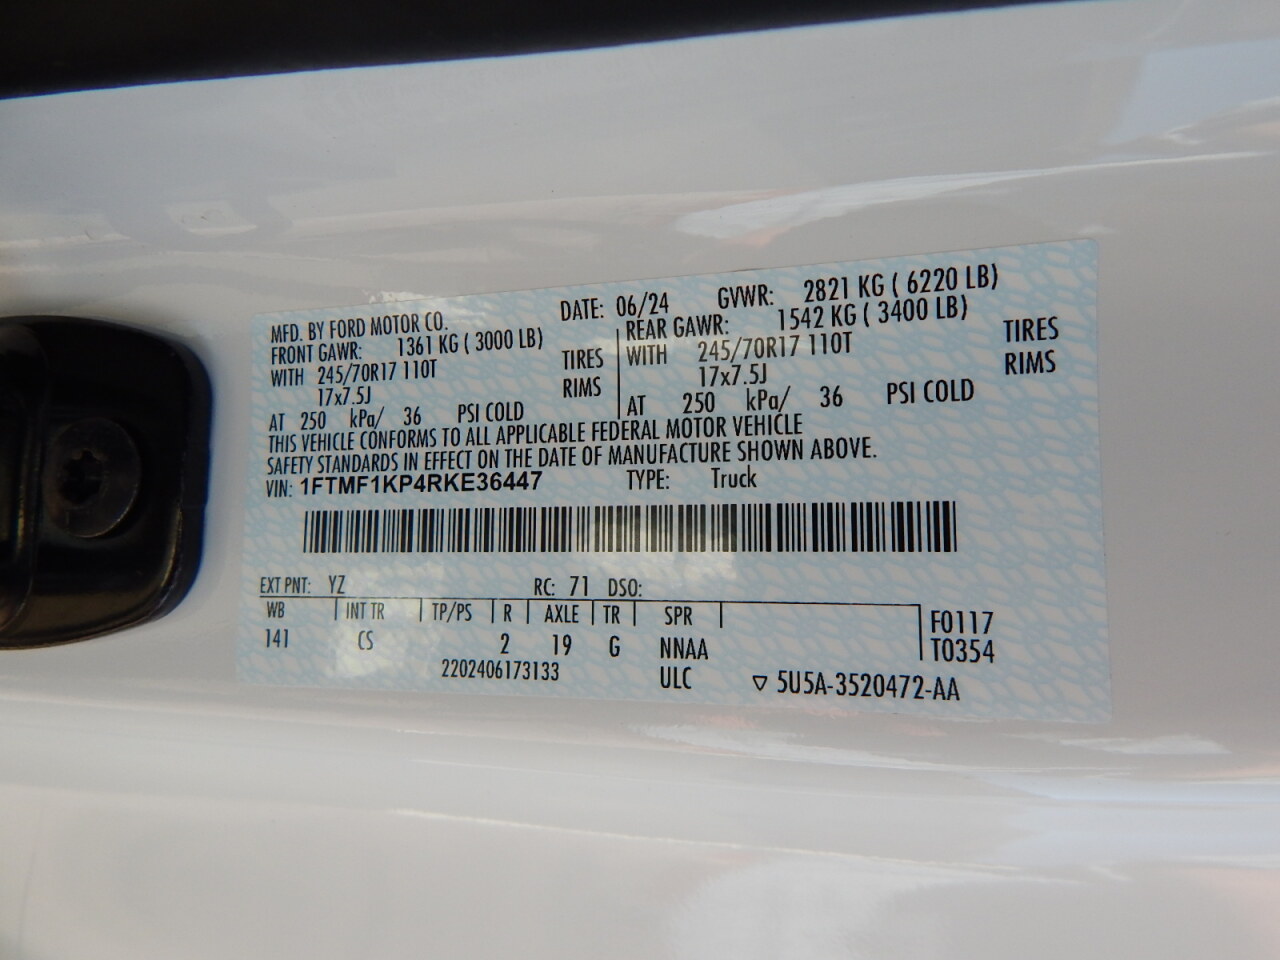 MFD. BY FORD MOTOR CO.
DATE: 06/24 GVWR: 2821 KG ( 6220 LB)
FRONT GAWR: 1361 KG ( 3000 LB)
WITH 245/70R17 110T TIRES
17x7.5J RIMS
AT 250 kPa/ 36 PSI COLD
REAR GAWR: 1542 KG ( 3400 LB)
WITH 245/70R17 110T TIRES
17x7.5J RIMS
AT 250 kPa/ 36 PSI COLD
THIS VEHICLE CONFORMS TO ALL APPLICABLE FEDERAL MOTOR VEHICLE
SAFETY STANDARDS IN EFFECT ON THE DATE OF MANUFACTURE SHOWN ABOVE.
VIN: 1FTMF1KP4RKE36447 TYPE: Truck
EXT PNT: YZ RC: 71 DSO:
WB INT TR TP/PS R AXLE TR SPR
141 CS 2 19 G NNAA
F0117
T0354
2202406173133 ULC ▽ 5U5A-3520472-AA